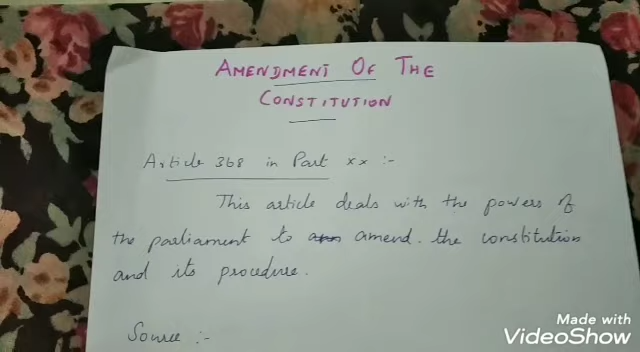 AMENDMENT OF THE
CONSTITUTION
Article 368 in Part xx :-
This article deals with the powers of
the parliament to amend. the constitution
and its procedure.
Source :-
Made with
VideoShow